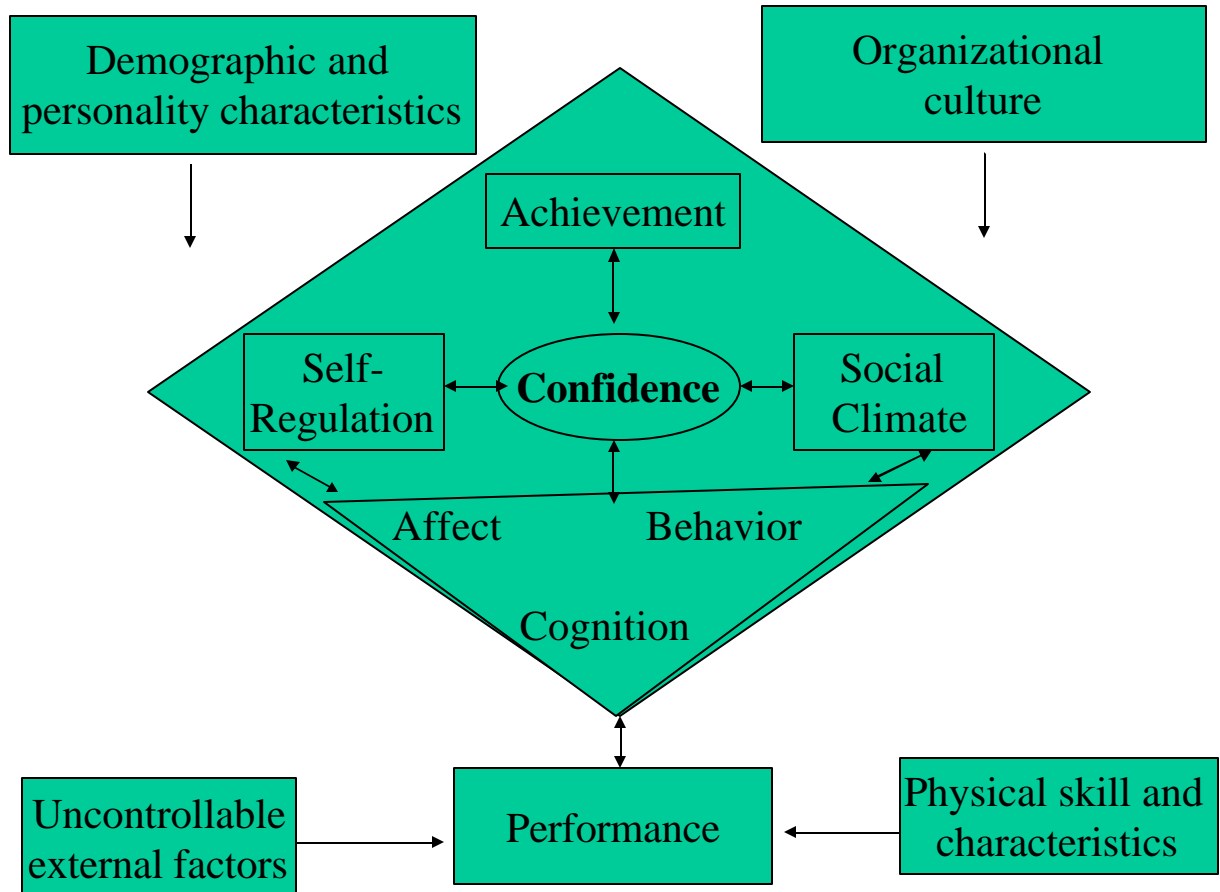 Demographic and
personality characteristics
Organizational
culture
Achievement
Self-
Regulation
Confidence
Social
Climate
Affect
Behavior
Cognition
Uncontrollable
external factors
Performance
Physical skill and
characteristics